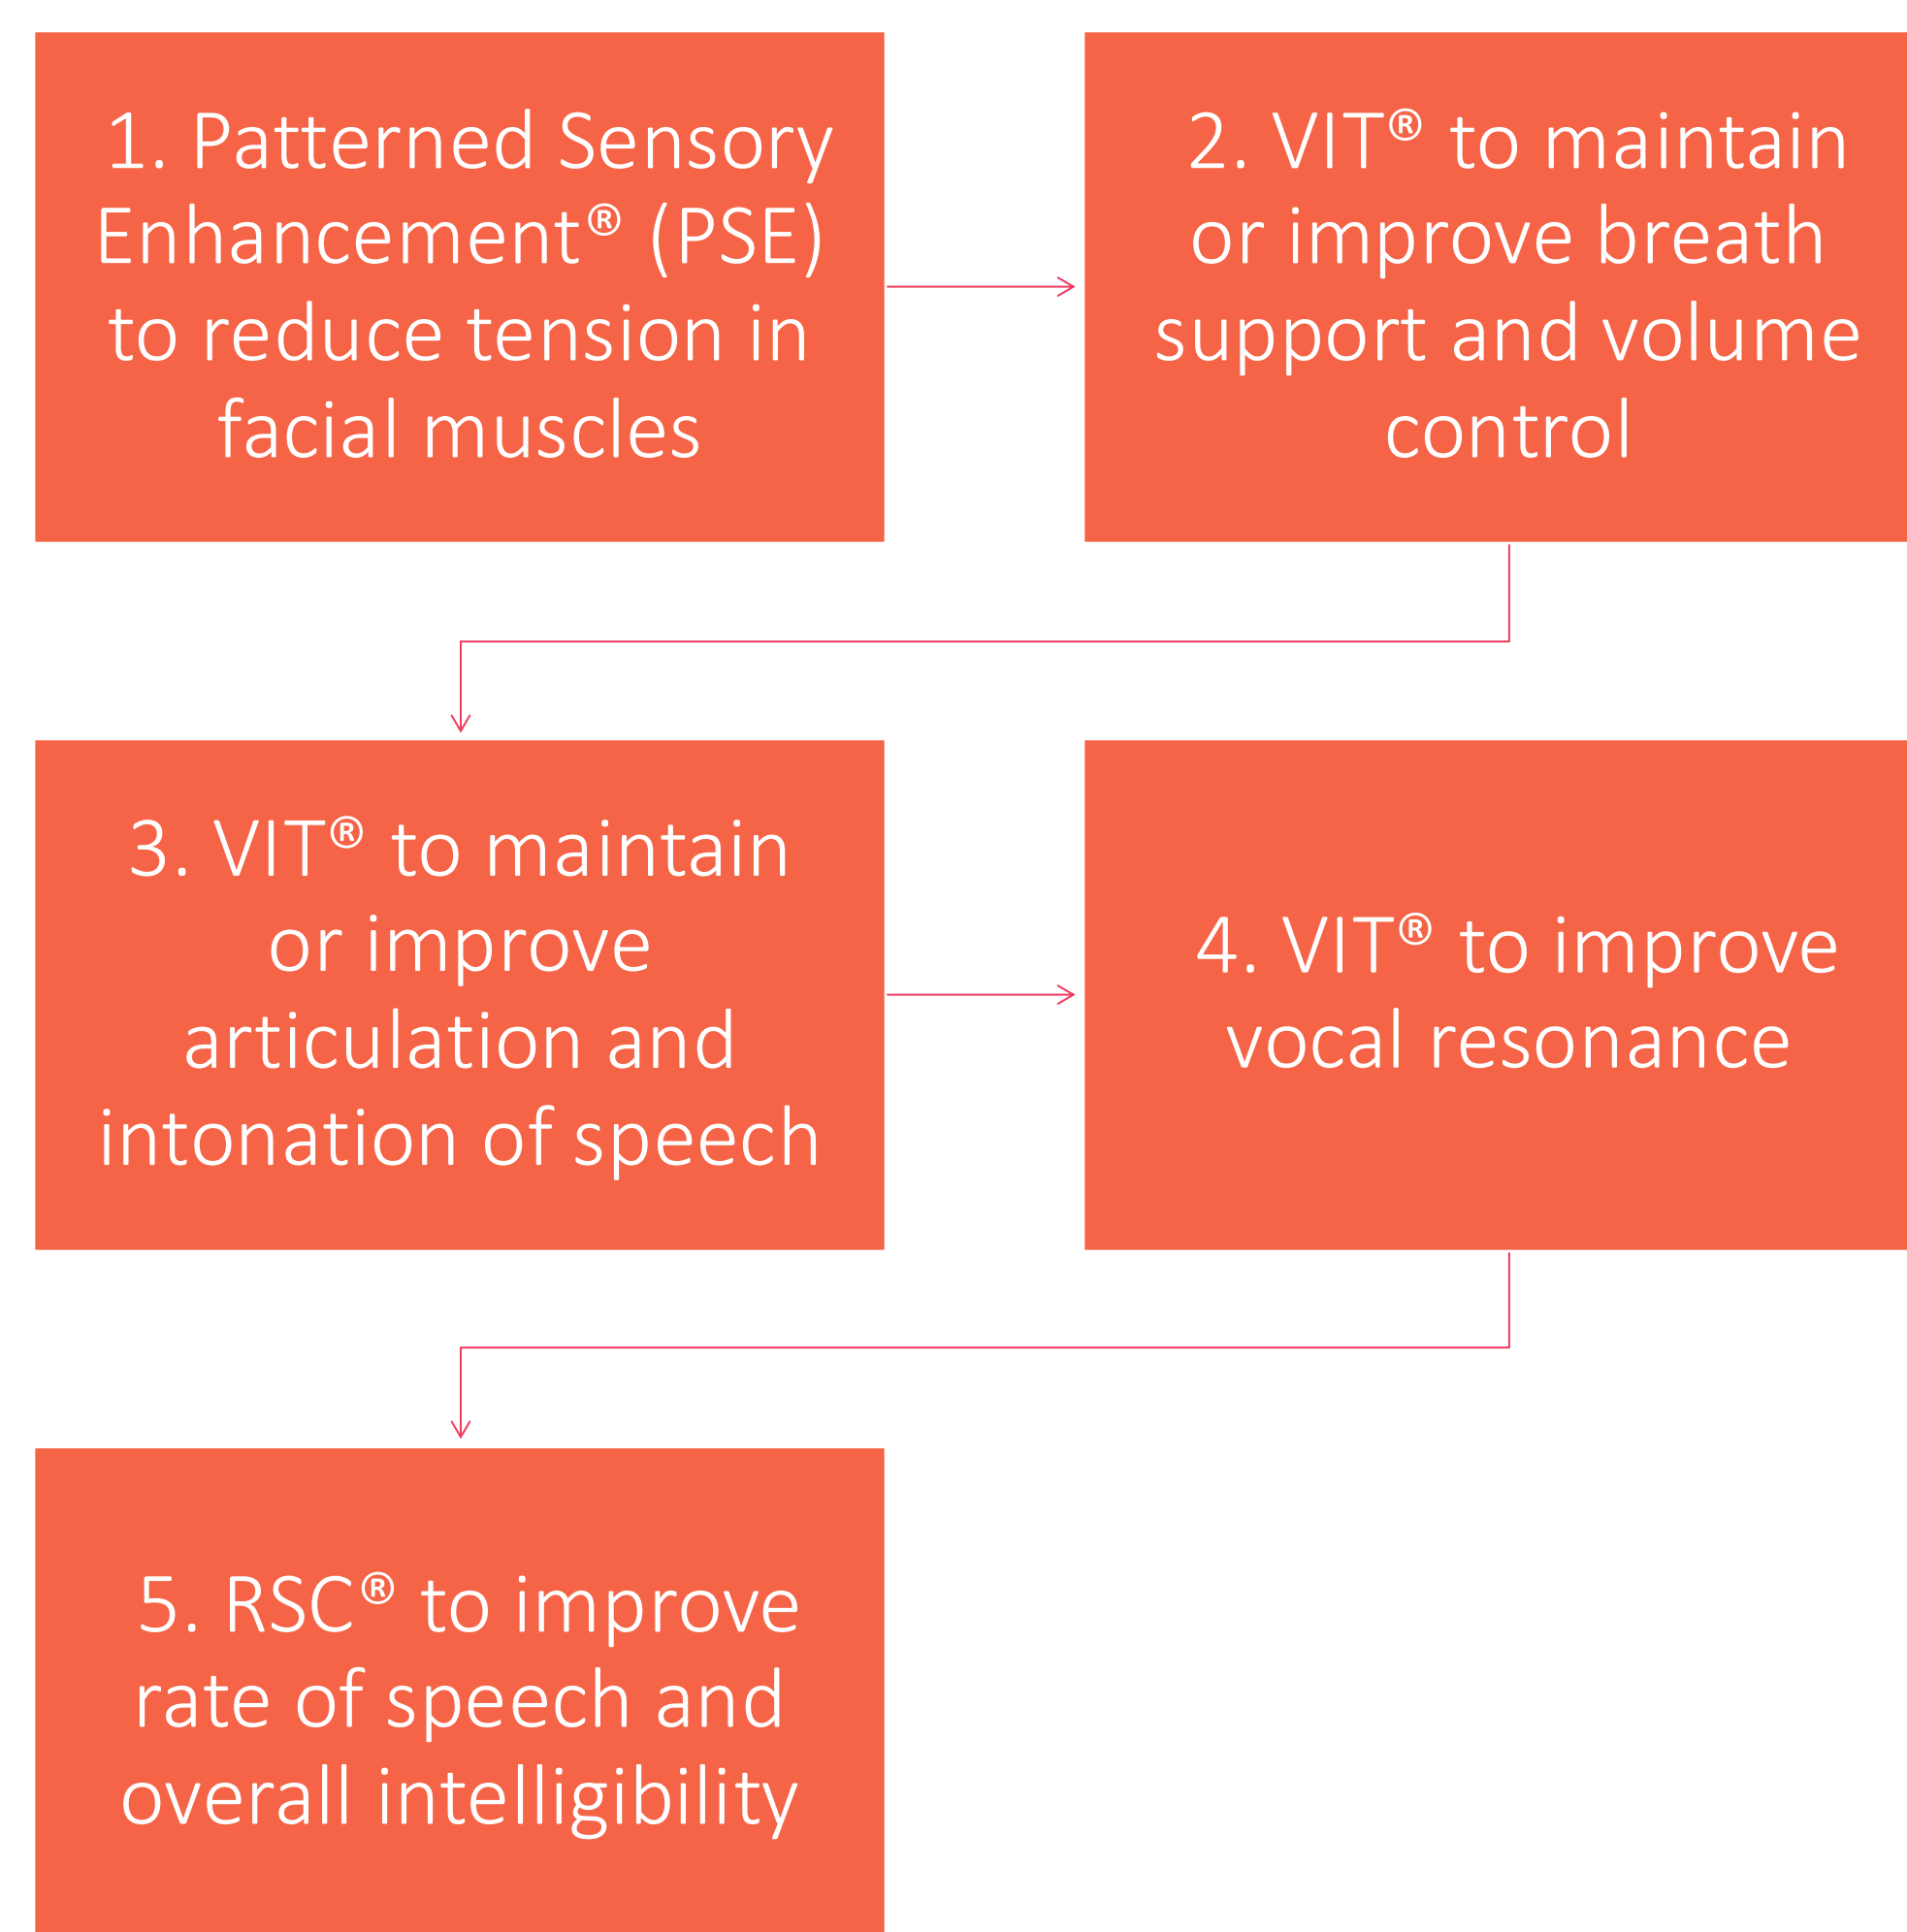 1. Patterned Sensory
Enhancement® (PSE)
to reduce tension in
facial muscles
2. VIT® to maintain
or improve breath
support and volume
control
3. VIT® to maintain
or improve
articulation and
intonation of speech
4. VIT® to improve
vocal resonance
5. RSC® to improve
rate of speech and
overall intelligibility